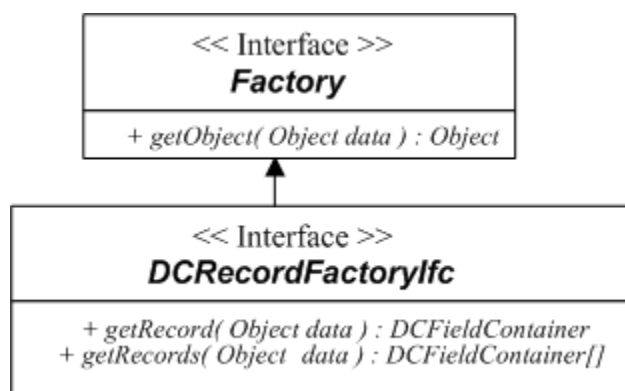 << Interface >>
Factory
+ getObject( Object data ) : Object
<< Interface >>
DCRecordFactoryIfc
+ getRecord( Object data ) : DCFieldContainer
+ getRecords( Object data ) : DCFieldContainer[]